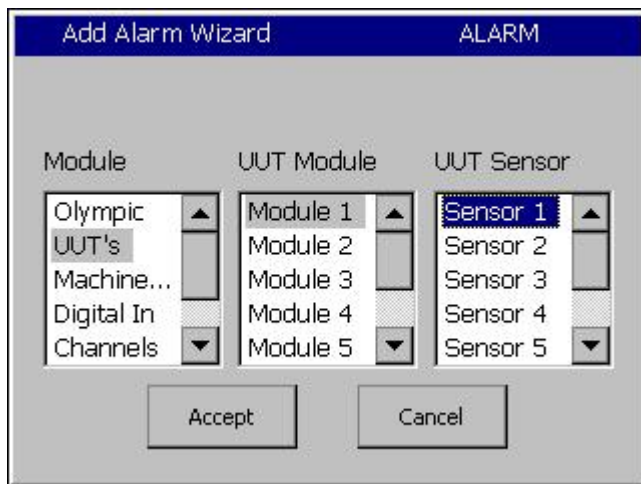 Add Alarm Wizard ALARM
Module UUT Module UUT Sensor
Olympic Module 1 Sensor 1
UUT's Module 2 Sensor 2
Machine... Module 3 Sensor 3
Digital In Module 4 Sensor 4
Channels Module 5 Sensor 5
Accept Cancel